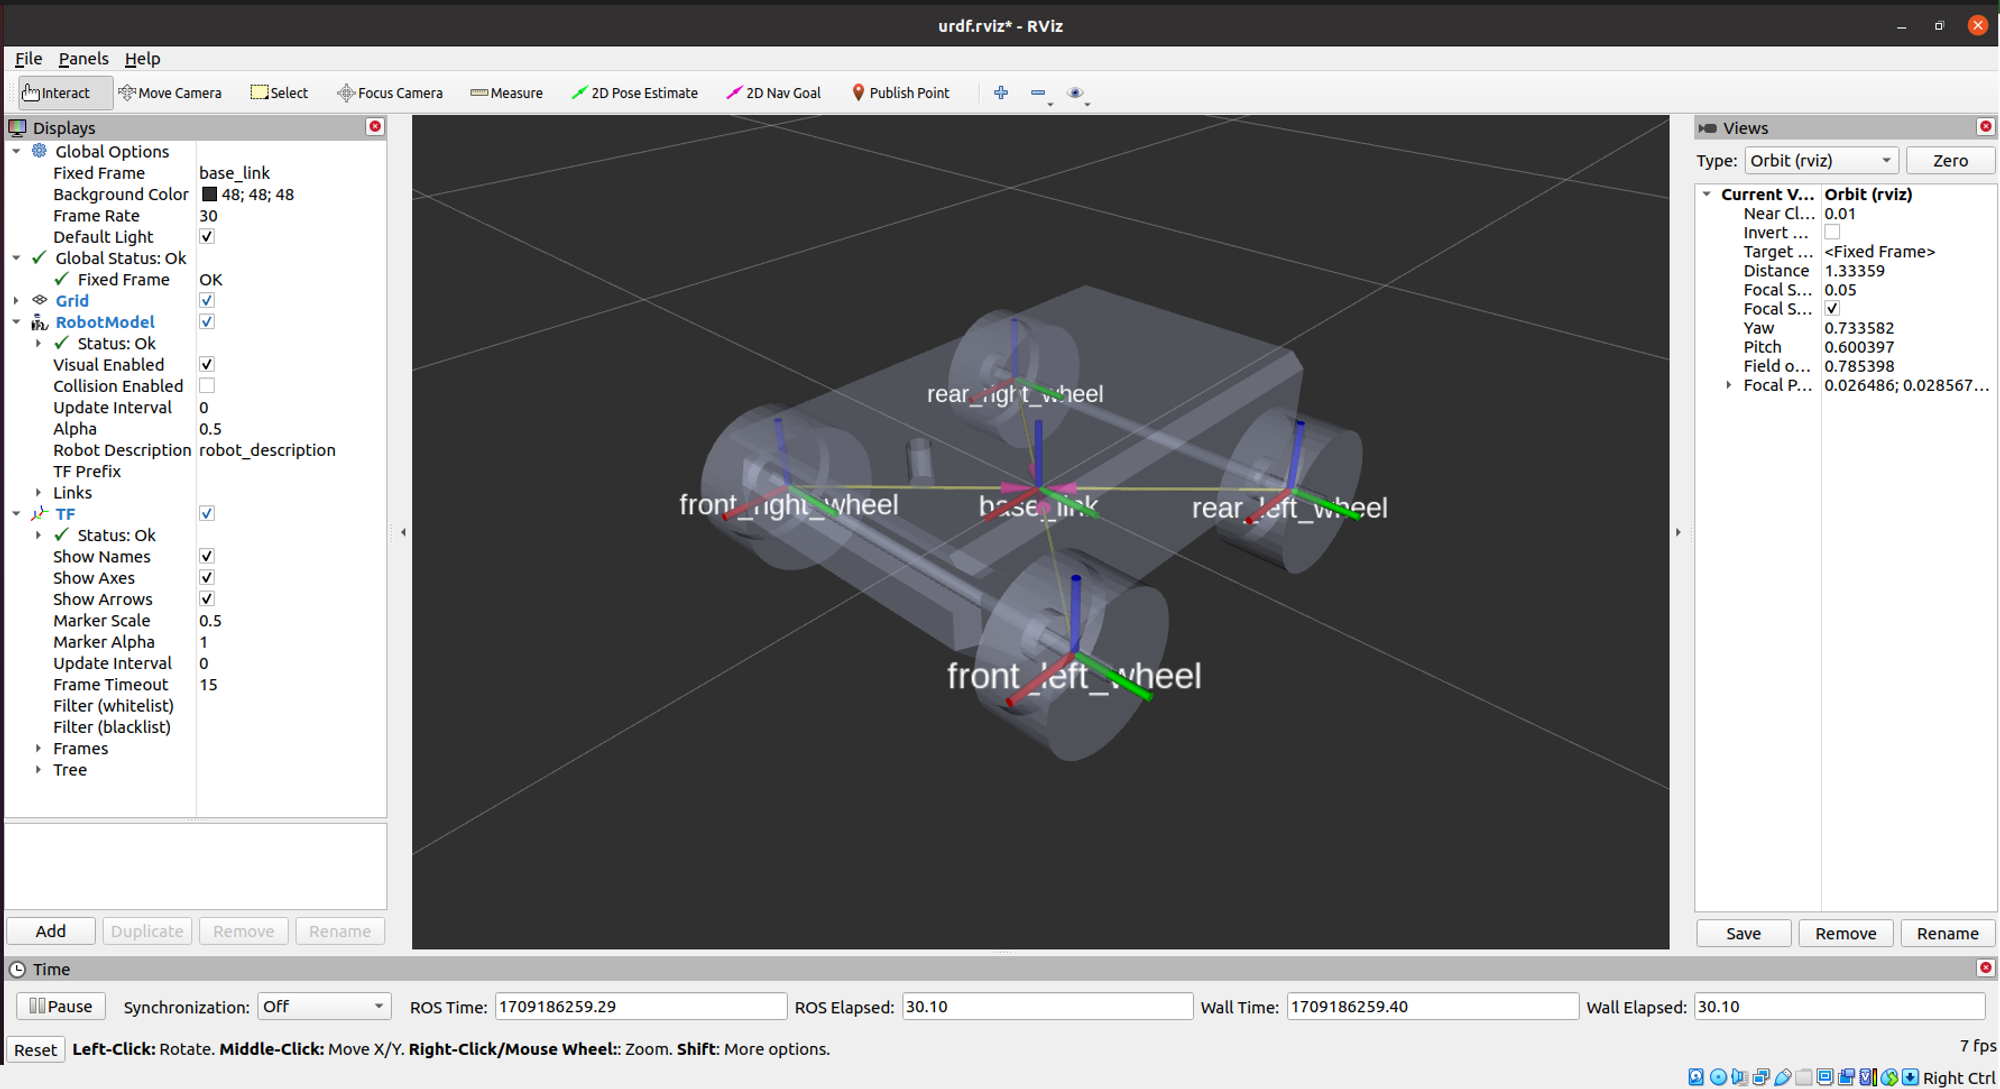 urdf.rviz* - RViz
File Panels Help
Interact Move Camera Select Focus Camera Measure 2D Pose Estimate 2D Nav Goal Publish Point
Displays
Global Options
Fixed Frame base_link
Background Color 48; 48; 48
Frame Rate 30
Default Light
Global Status: Ok
Fixed Frame OK
Grid
RobotModel
Status: Ok
Visual Enabled
Collision Enabled
Update Interval 0
Alpha 0.5
Robot Description robot_description
TF Prefix
Links
TF
Status: Ok
Show Names
Show Axes
Show Arrows
Marker Scale 0.5
Marker Alpha 1
Update Interval 0
Frame Timeout 15
Filter (whitelist)
Filter (blacklist)
Frames
Tree
Add Duplicate Remove Rename
rear_right_wheel
front_right_wheel base_link rear_left_wheel
front_left_wheel
Views
Type: Orbit (rviz) Zero
Current V... Orbit (rviz)
Near Cl... 0.01
Invert ...
Target ... <Fixed Frame>
Distance 1.33359
Focal S... 0.05
Focal S...
Yaw 0.733582
Pitch 0.600397
Field o... 0.785398
Focal P... 0.026486; 0.028567...
Save Remove Rename
Time
Pause Synchronization: Off ROS Time: 1709186259.29 ROS Elapsed: 30.10 Wall Time: 1709186259.40 Wall Elapsed: 30.10
Reset Left-Click: Rotate. Middle-Click: Move X/Y. Right-Click/Mouse Wheel:: Zoom. Shift: More options. 7 fps
Right Ctrl